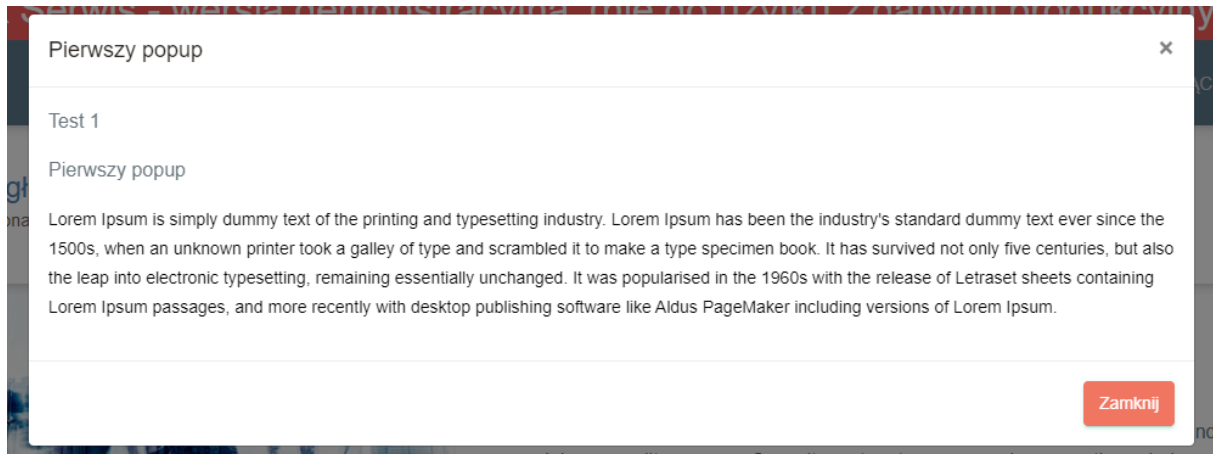 Serwis - wersja demonstracyjna
Pierwszy popup ×
Test 1
Pierwszy popup
Lorem Ipsum is simply dummy text of the printing and typesetting industry. Lorem Ipsum has been the industry's standard dummy text ever since the
1500s, when an unknown printer took a galley of type and scrambled it to make a type specimen book. It has survived not only five centuries, but also
the leap into electronic typesetting, remaining essentially unchanged. It was popularised in the 1960s with the release of Letraset sheets containing
Lorem Ipsum passages, and more recently with desktop publishing software like Aldus PageMaker including versions of Lorem Ipsum.
Zamknij